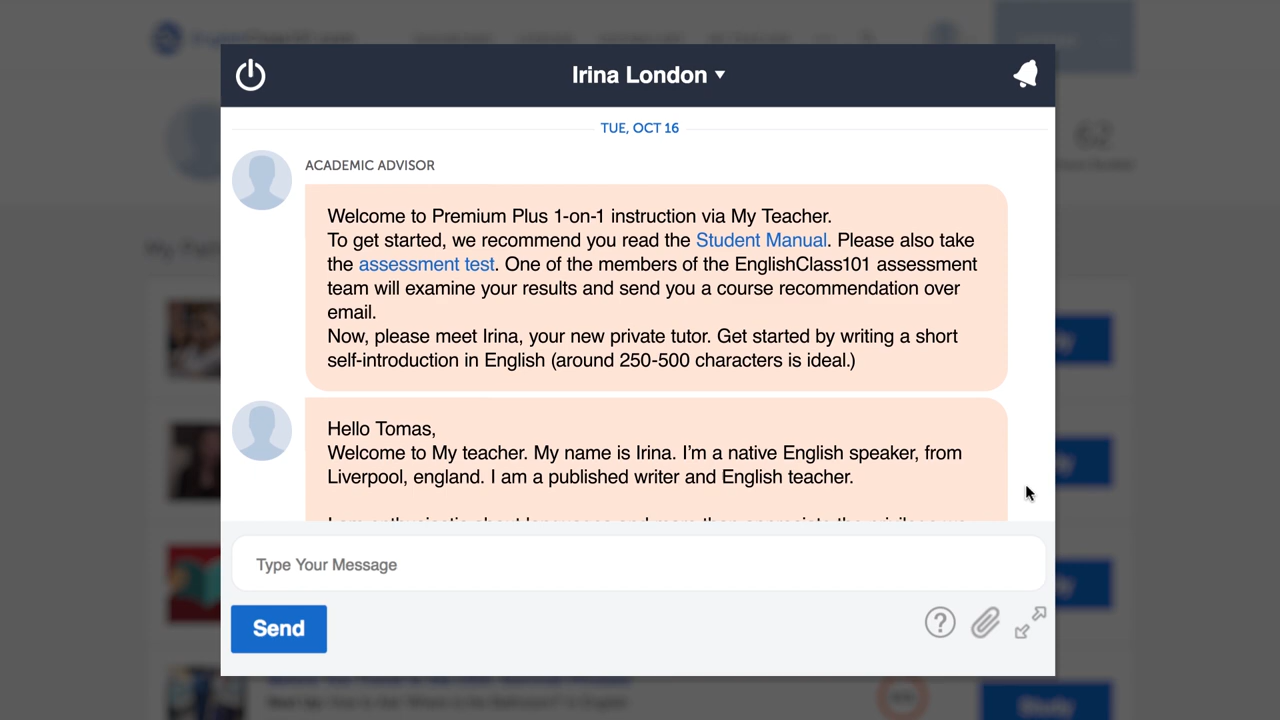 Irina London
TUE, OCT 16
ACADEMIC ADVISOR
Welcome to Premium Plus 1-on-1 instruction via My Teacher.
To get started, we recommend you read the Student Manual. Please also take
the assessment test. One of the members of the EnglishClass101 assessment
team will examine your results and send you a course recommendation over
email.
Now, please meet Irina, your new private tutor. Get started by writing a short
self-introduction in English (around 250-500 characters is ideal.)
Hello Tomas,
Welcome to My teacher. My name is Irina. I'm a native English speaker, from
Liverpool, england. I am a published writer and English teacher.
Type Your Message
Send
?